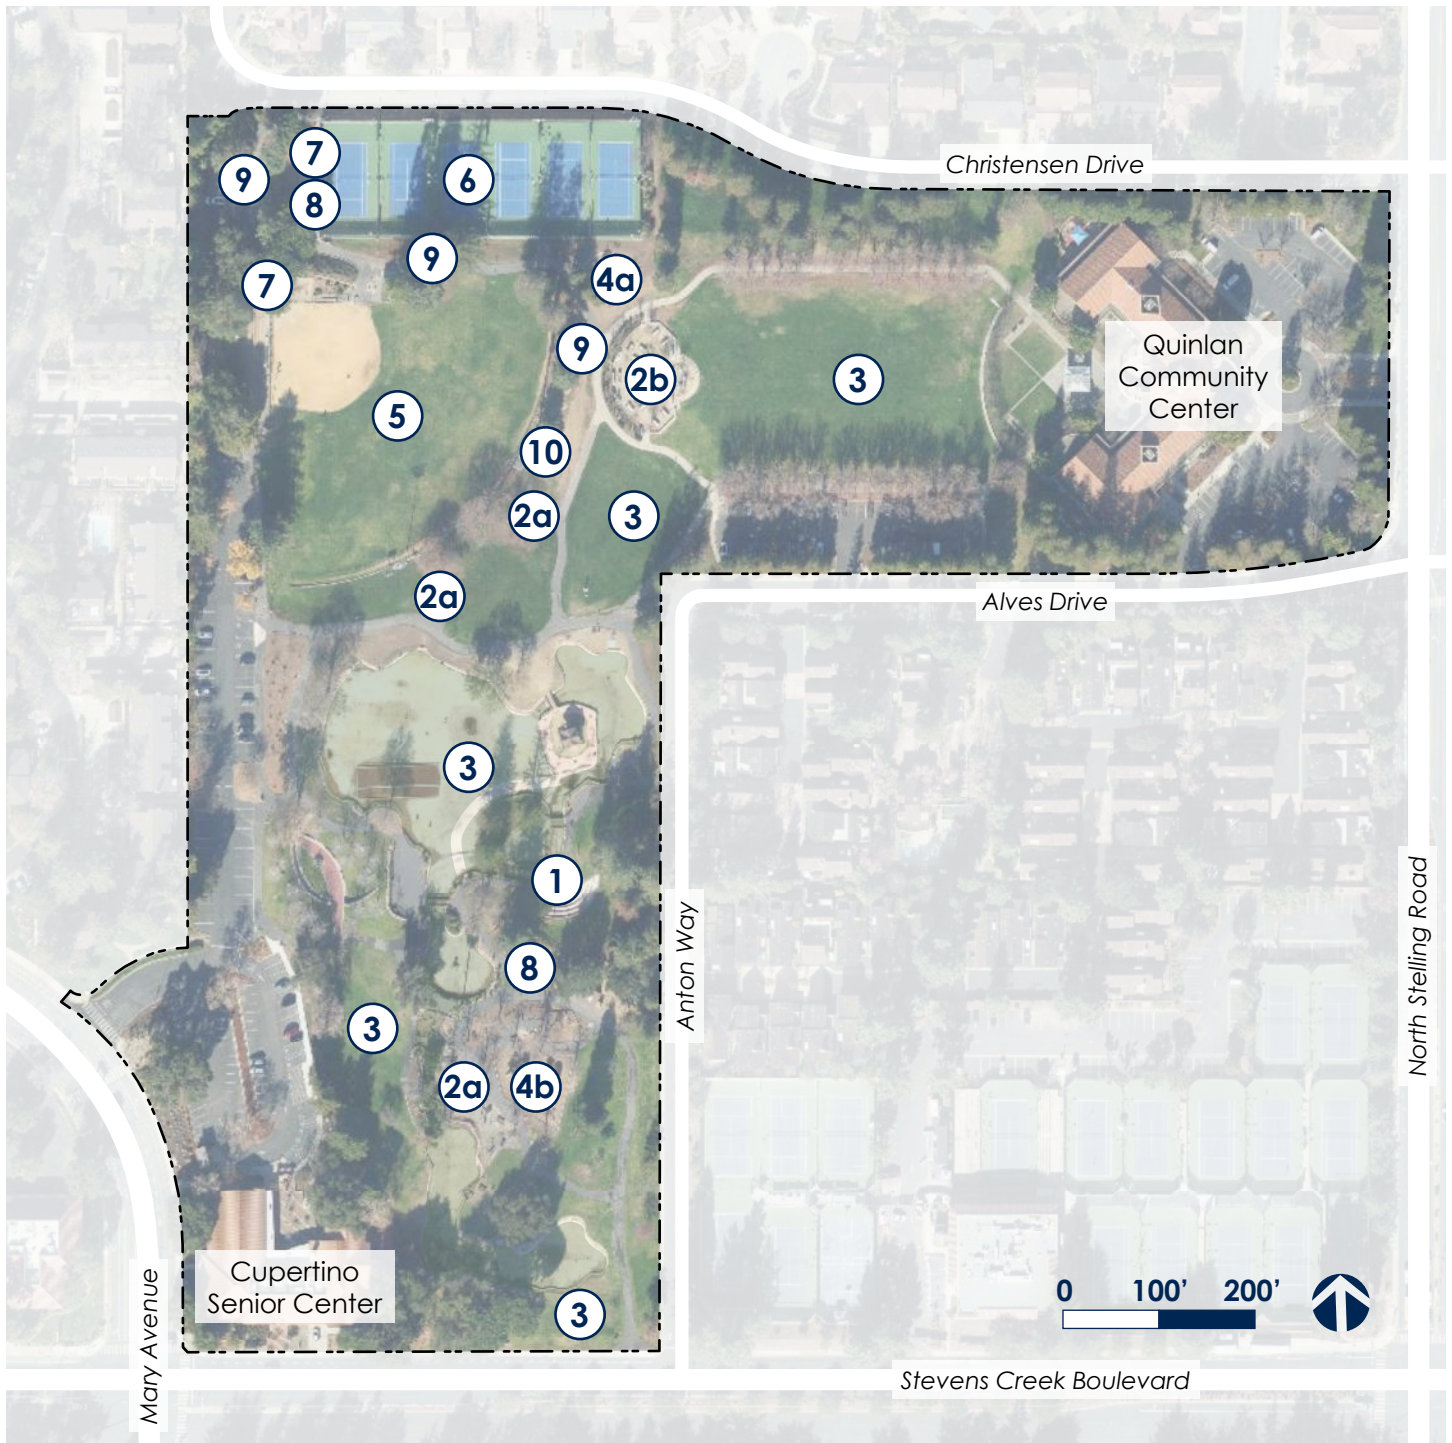 7
9
6
8
Christensen Drive
9
4a
7
9
Quinlan
Community
Center
2b
3
5
10
2a
3
2a
Alves Drive
3
1
8
Anton Way
North Stelling Road
3
2a
4b
Cupertino
Senior Center
0 100' 200'
3
Mary Avenue
Stevens Creek Boulevard